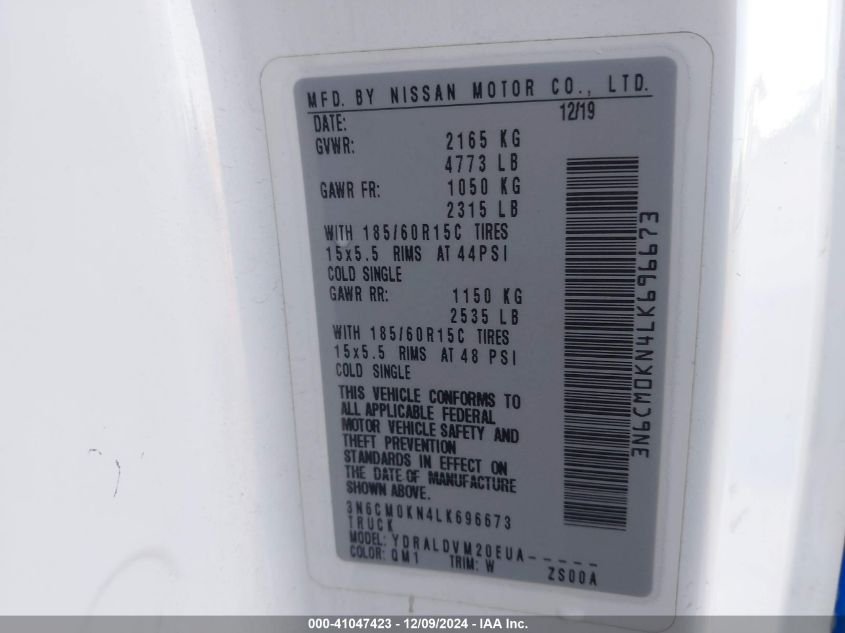 MFD. BY NISSAN MOTOR CO., LTD.
DATE: 12/19
GVWR: 2165 KG
4773 LB
GAWR FR: 1050 KG
2315 LB
WITH 185/60R15C TIRES
15x5.5 RIMS AT 44PSI
COLD SINGLE
GAWR RR: 1150 KG
2535 LB
WITH 185/60R15C TIRES
15x5.5 RIMS AT 48 PSI
COLD SINGLE
THIS VEHICLE CONFORMS TO
ALL APPLICABLE FEDERAL
MOTOR VEHICLE SAFETY AND
THEFT PREVENTION
STANDARDS IN EFFECT ON
THE DATE OF MANUFACTURE
SHOWN ABOVE.
3N6CM0KN4LK696673
TRUCK
MODEL: YDRALDVM20EUA-----
COLOR: QM1 TRIM: W ZS00A
3N6CM0KN4LK696673
000-41047423 - 12/09/2024 - IAA Inc.